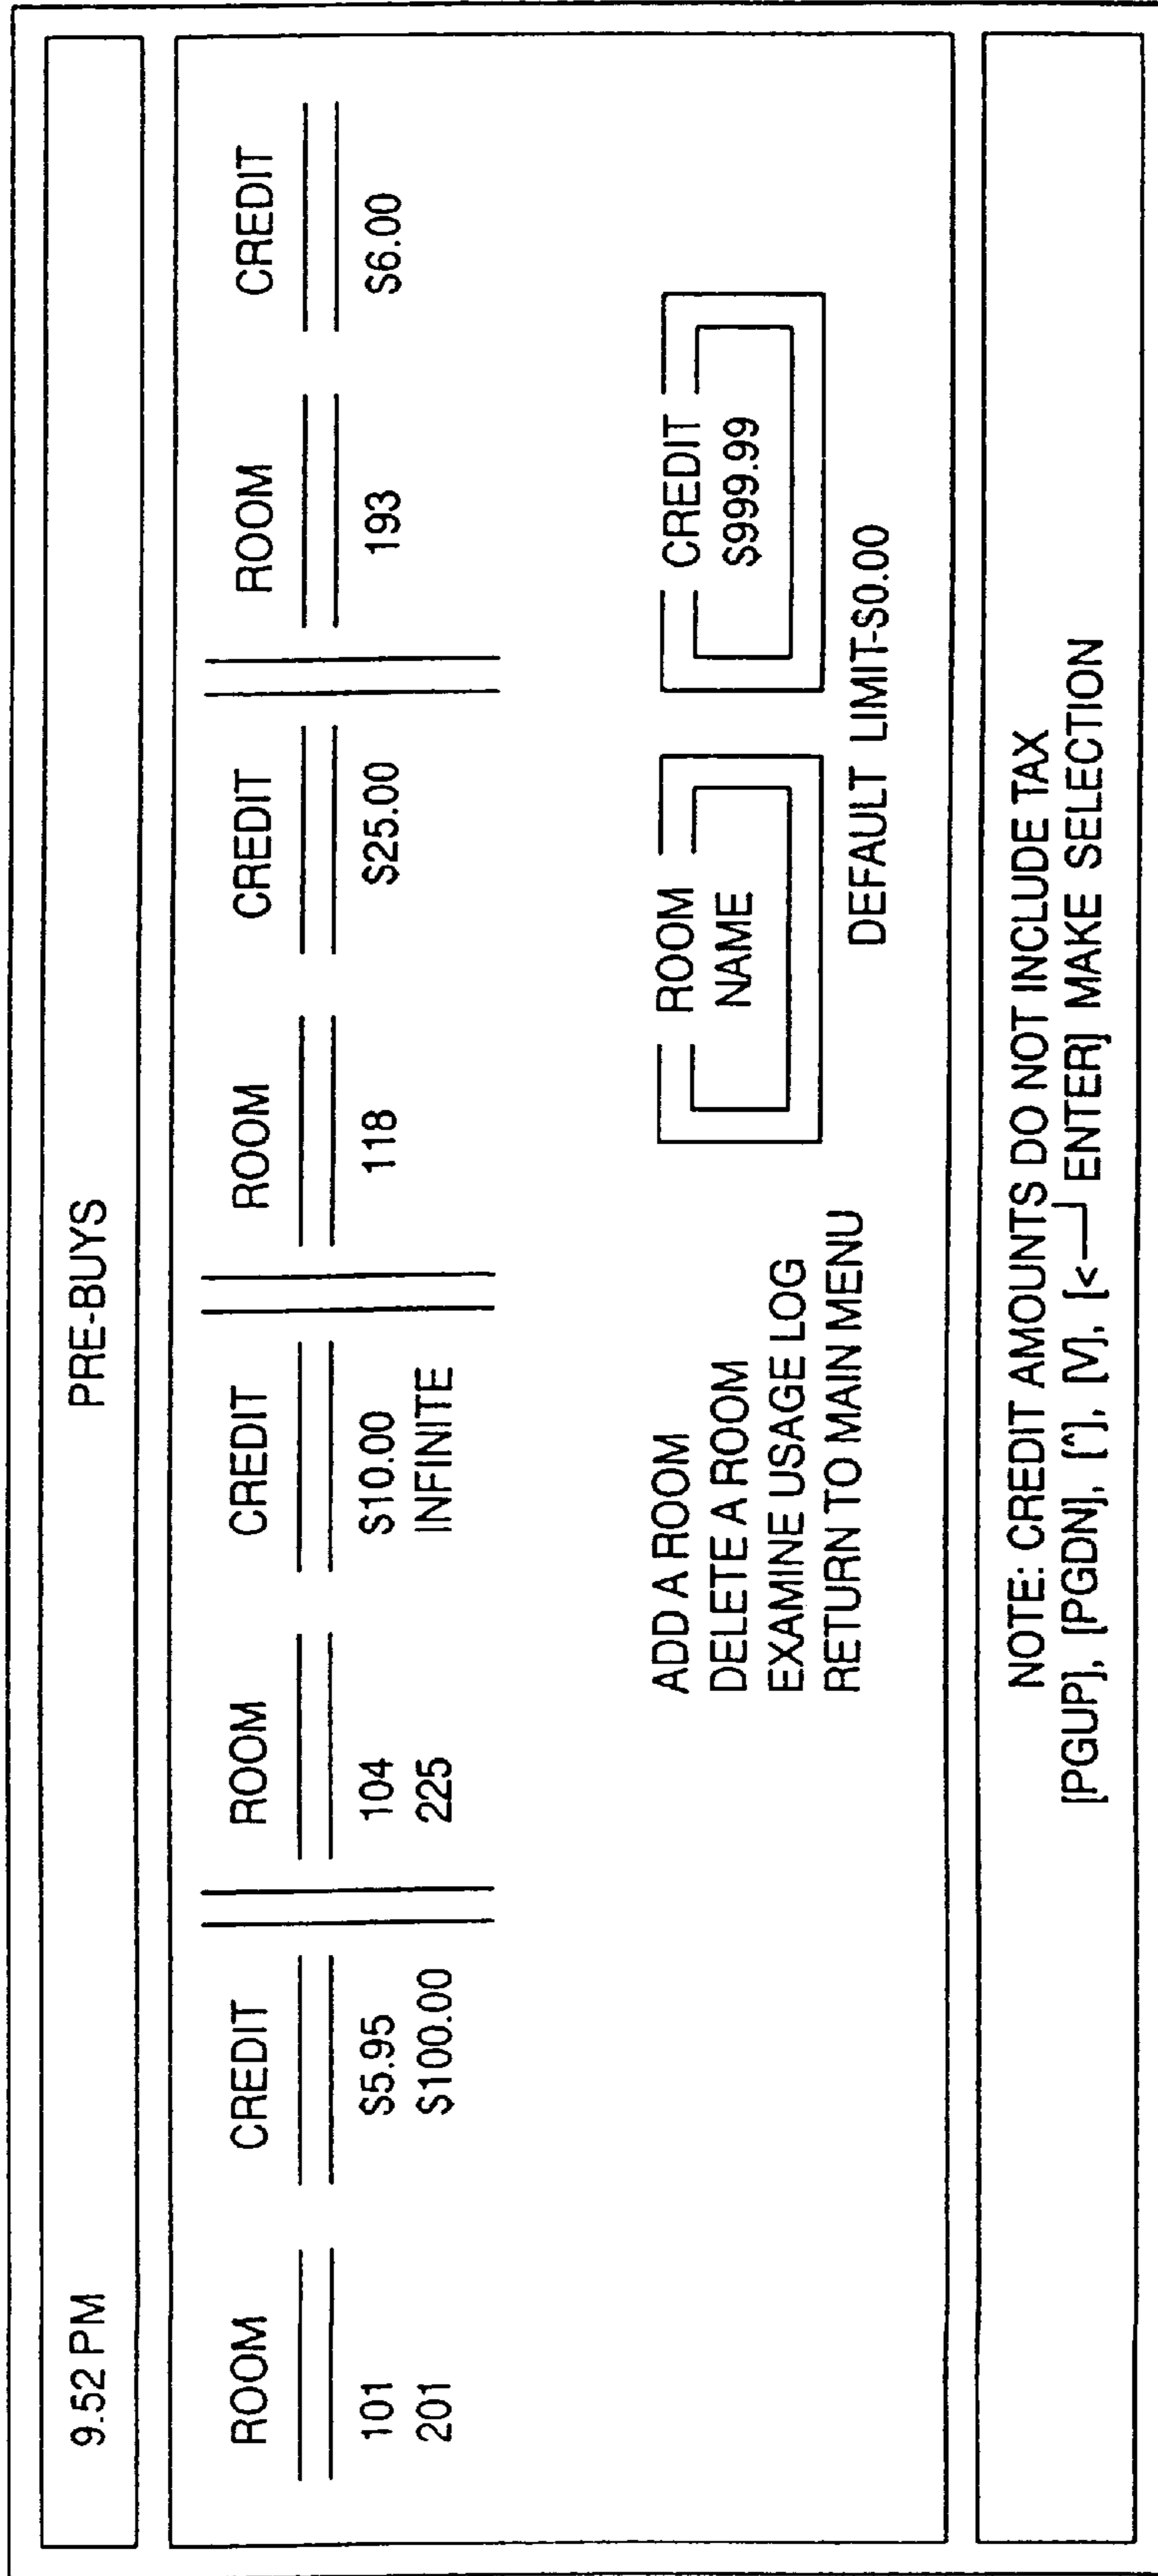 9.52 PM PRE-BUYS
ROOM CREDIT ROOM CREDIT ROOM CREDIT ROOM CREDIT
101 $5.95 104 $10.00 118 $25.00 193 $6.00
201 $100.00 225 INFINITE
ADD A ROOM ROOM CREDIT
DELETE A ROOM NAME $999.99
EXAMINE USAGE LOG
RETURN TO MAIN MENU DEFAULT LIMIT-$0.00
NOTE: CREDIT AMOUNTS DO NOT INCLUDE TAX
[PGUP], [PGDN], [^], [V], [<─┘ ENTER] MAKE SELECTION